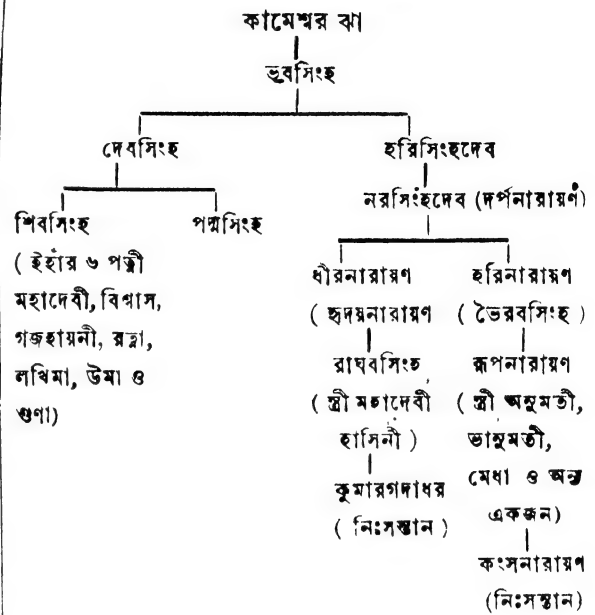 কামেশ্বর ঝা
ভুবসিংহ
দেবসিংহ
হরিসিংহদেব
শিবসিংহ
পদ্মসিংহ
নরসিংহদেব (দর্পনারায়ণ)
( ইহাঁর ৬ পত্নী
মহাদেবী, বিশ্বাস,
গজহায়নী, রত্না,
লখিমা, উমা ও
গুণা)
ধীরনারায়ণ
( হৃদয়নারায়ণ
রাঘবসিংহ
( স্ত্রী মহাদেবী
হাসিনী )
কুমারগদাধর
( নিঃসন্তান )
হরিনারায়ণ
( ভৈরবসিংহ )
রূপনারায়ণ
( স্ত্রী অনুমতী,
ভানুমতী,
মেধা ও অন্য
একজন)
কংসনারায়ণ
(নিঃসন্তান )